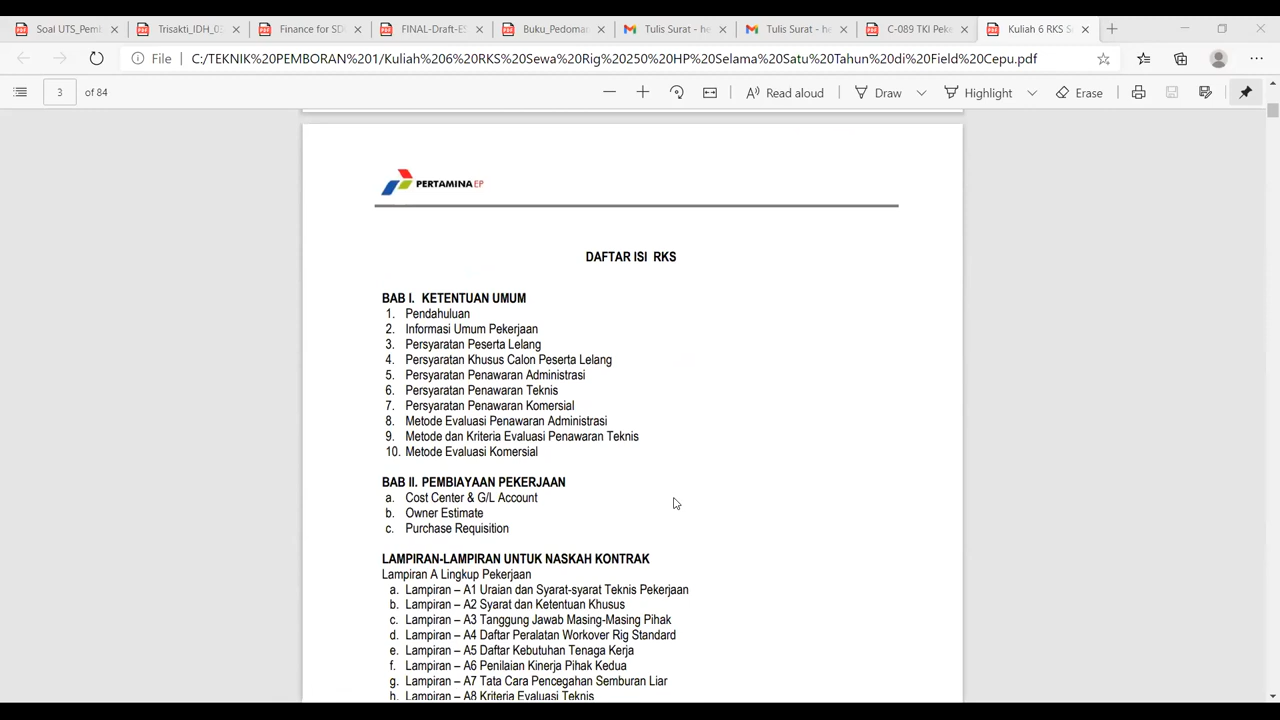 Soal UTS_Pemb
Trisakti_IDH_03
Finance for SD
FINAL-Draft-ES
Buku_Pedoman
Tulis Surat - he
Tulis Surat - he
C-089 TKI Peke
Kuliah 6 RKS S
File C:/TEKNIK%20PEMBORAN%201/Kuliah%206%20RKS%20Sewa%20Rig%20250%20HP%20Selama%20Satu%20Tahun%20di%20Field%20Cepu.pdf
3 of 84
Read aloud
Draw
Highlight
Erase
PERTAMINA EP
DAFTAR ISI RKS
BAB I. KETENTUAN UMUM
1. Pendahuluan
2. Informasi Umum Pekerjaan
3. Persyaratan Peserta Lelang
4. Persyaratan Khusus Calon Peserta Lelang
5. Persyaratan Penawaran Administrasi
6. Persyaratan Penawaran Teknis
7. Persyaratan Penawaran Komersial
8. Metode Evaluasi Penawaran Administrasi
9. Metode dan Kriteria Evaluasi Penawaran Teknis
10. Metode Evaluasi Komersial
BAB II. PEMBIAYAAN PEKERJAAN
a. Cost Center & G/L Account
b. Owner Estimate
c. Purchase Requisition
LAMPIRAN-LAMPIRAN UNTUK NASKAH KONTRAK
Lampiran A Lingkup Pekerjaan
a. Lampiran – A1 Uraian dan Syarat-syarat Teknis Pekerjaan
b. Lampiran – A2 Syarat dan Ketentuan Khusus
c. Lampiran – A3 Tanggung Jawab Masing-Masing Pihak
d. Lampiran – A4 Daftar Peralatan Workover Rig Standard
e. Lampiran – A5 Daftar Kebutuhan Tenaga Kerja
f. Lampiran – A6 Penilaian Kinerja Pihak Kedua
g. Lampiran – A7 Tata Cara Pencegahan Semburan Liar
h. Lampiran – A8 Kriteria Evaluasi Teknis